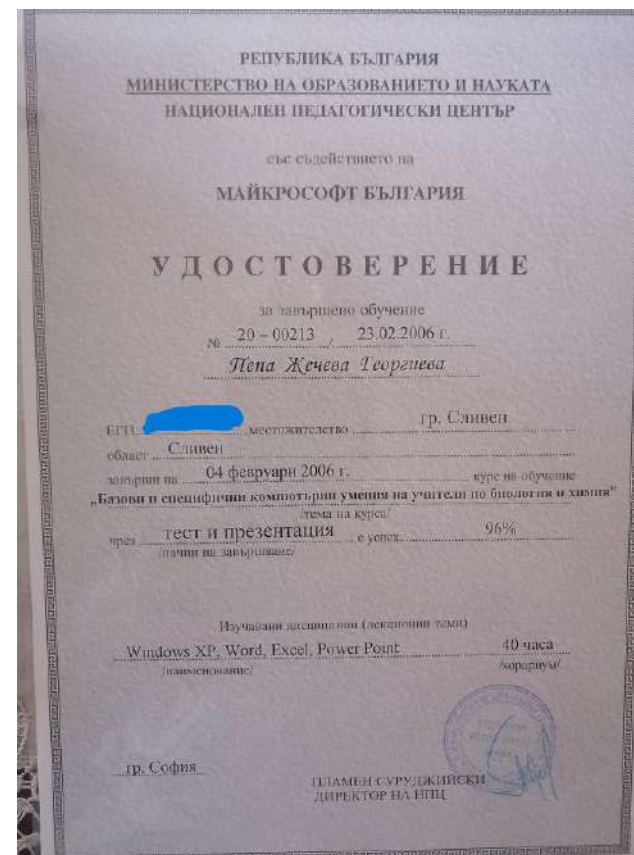 РЕПУБЛИКА БЪЛГАРИЯ
МИНИСТЕРСТВО НА ОБРАЗОВАНИЕТО И НАУКАТА
НАЦИОНАЛЕН ПЕДАГОГИЧЕСКИ ЦЕНТЪР
със съдействието на
МАЙКРОСОФТ БЪЛГАРИЯ
УДОСТОВЕРЕНИЕ
за завършено обучение
№ 20 – 00213 / 23.02.2006 г.
Пепа Жечева Георгиева
ЕГН местожителство гр. Сливен
област Сливен
завърши на 04 февруари 2006 г. курс на обучение
„Базови и специфични компютърни умения на учители по биология и химия"
/тема на курса/
чрез тест и презентация с успех 96%
/начин на завършване/
Изучавани дисциплини (лекционни теми)
Windows XP, Word, Excel, Power Point 40 часа
/наименование/ /хорариум/
гр. София
ПЛАМЕН СУРУДЖИЙСКИ
ДИРЕКТОР НА НПЦ